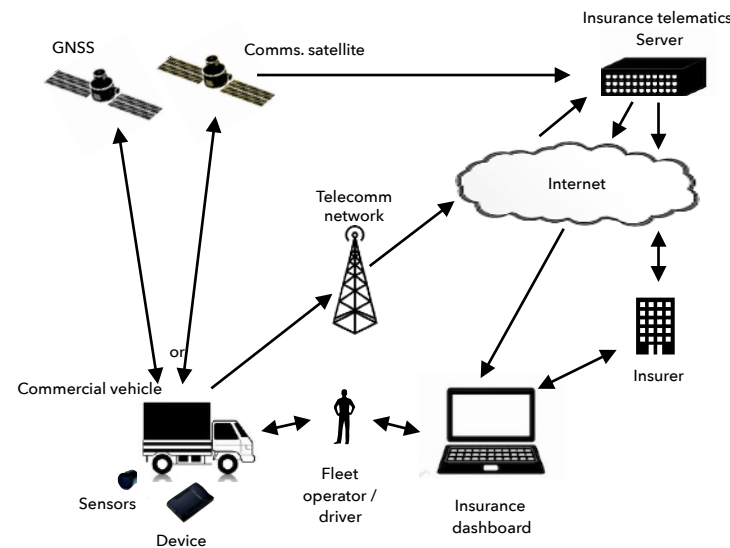 Insurance telematics
Server
GNSS
Comms. satellite
Internet
Telecomm
network
or
Commercial vehicle
Insurer
Sensors
Device
Fleet
operator /
driver
Insurance
dashboard